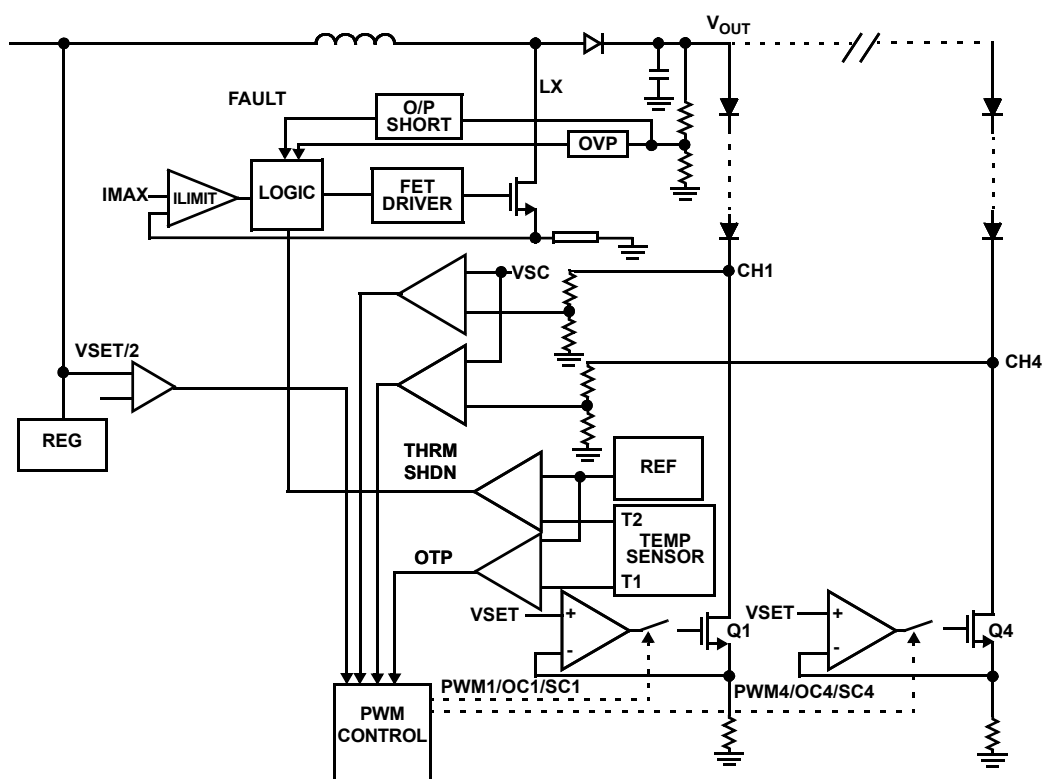 VOUT
LX
FAULT
O/P
SHORT
OVP
IMAX
ILIMIT
LOGIC
FET
DRIVER
VSC
CH1
VSET/2
CH4
REG
THRM
SHDN
REF
T2
TEMP
SENSOR
T1
OTP
VSET
+
-
Q1
VSET
+
-
Q4
PWM1/OC1/SC1
PWM4/OC4/SC4
PWM
CONTROL